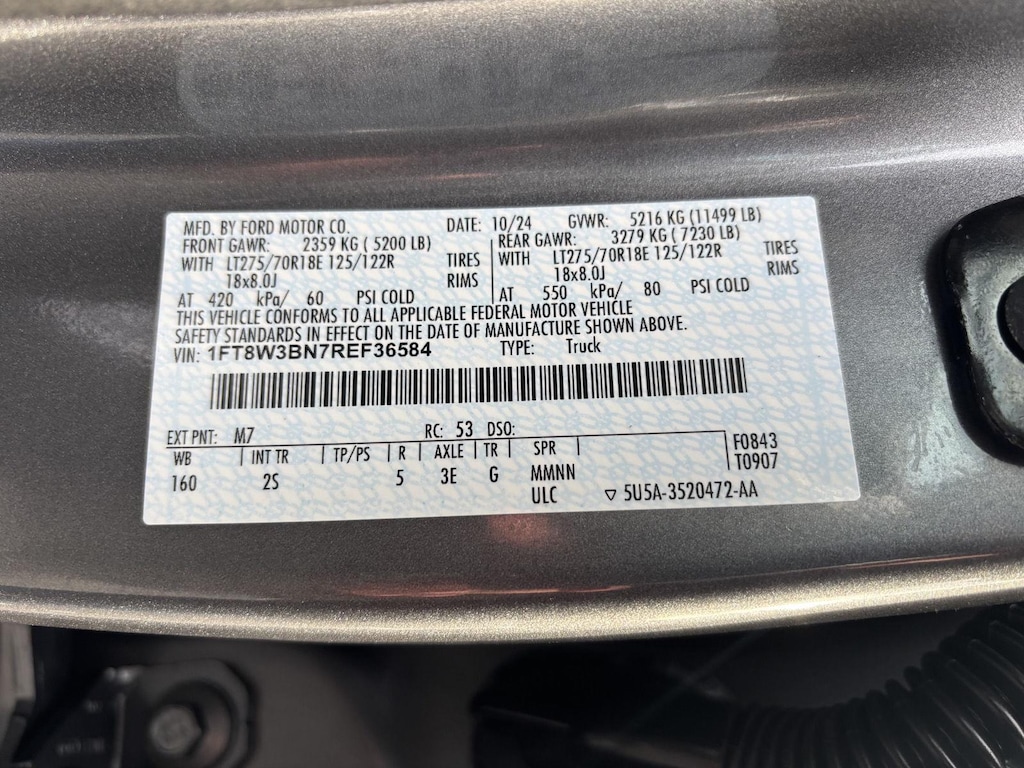 MFD. BY FORD MOTOR CO. DATE: 10/24 GVWR: 5216 KG (11499 LB)
FRONT GAWR: 2359 KG ( 5200 LB) REAR GAWR: 3279 KG ( 7230 LB)
WITH LT275/70R18E 125/122R TIRES WITH LT275/70R18E 125/122R TIRES
18x8.0J RIMS 18x8.0J RIMS
AT 420 kPa/ 60 PSI COLD AT 550 kPa/ 80 PSI COLD
THIS VEHICLE CONFORMS TO ALL APPLICABLE FEDERAL MOTOR VEHICLE
SAFETY STANDARDS IN EFFECT ON THE DATE OF MANUFACTURE SHOWN ABOVE.
VIN: 1FT8W3BN7REF36584 TYPE: Truck
EXT PNT: M7 RC: 53 DSO:
WB | INT TR | TP/PS | R | AXLE | TR | SPR | F0843
160 2S 5 3E G MMNN T0907
ULC ▽ 5U5A-3520472-AA